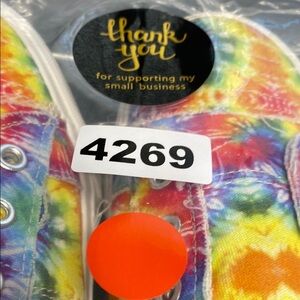 thank
you
for supporting my
small business
4269